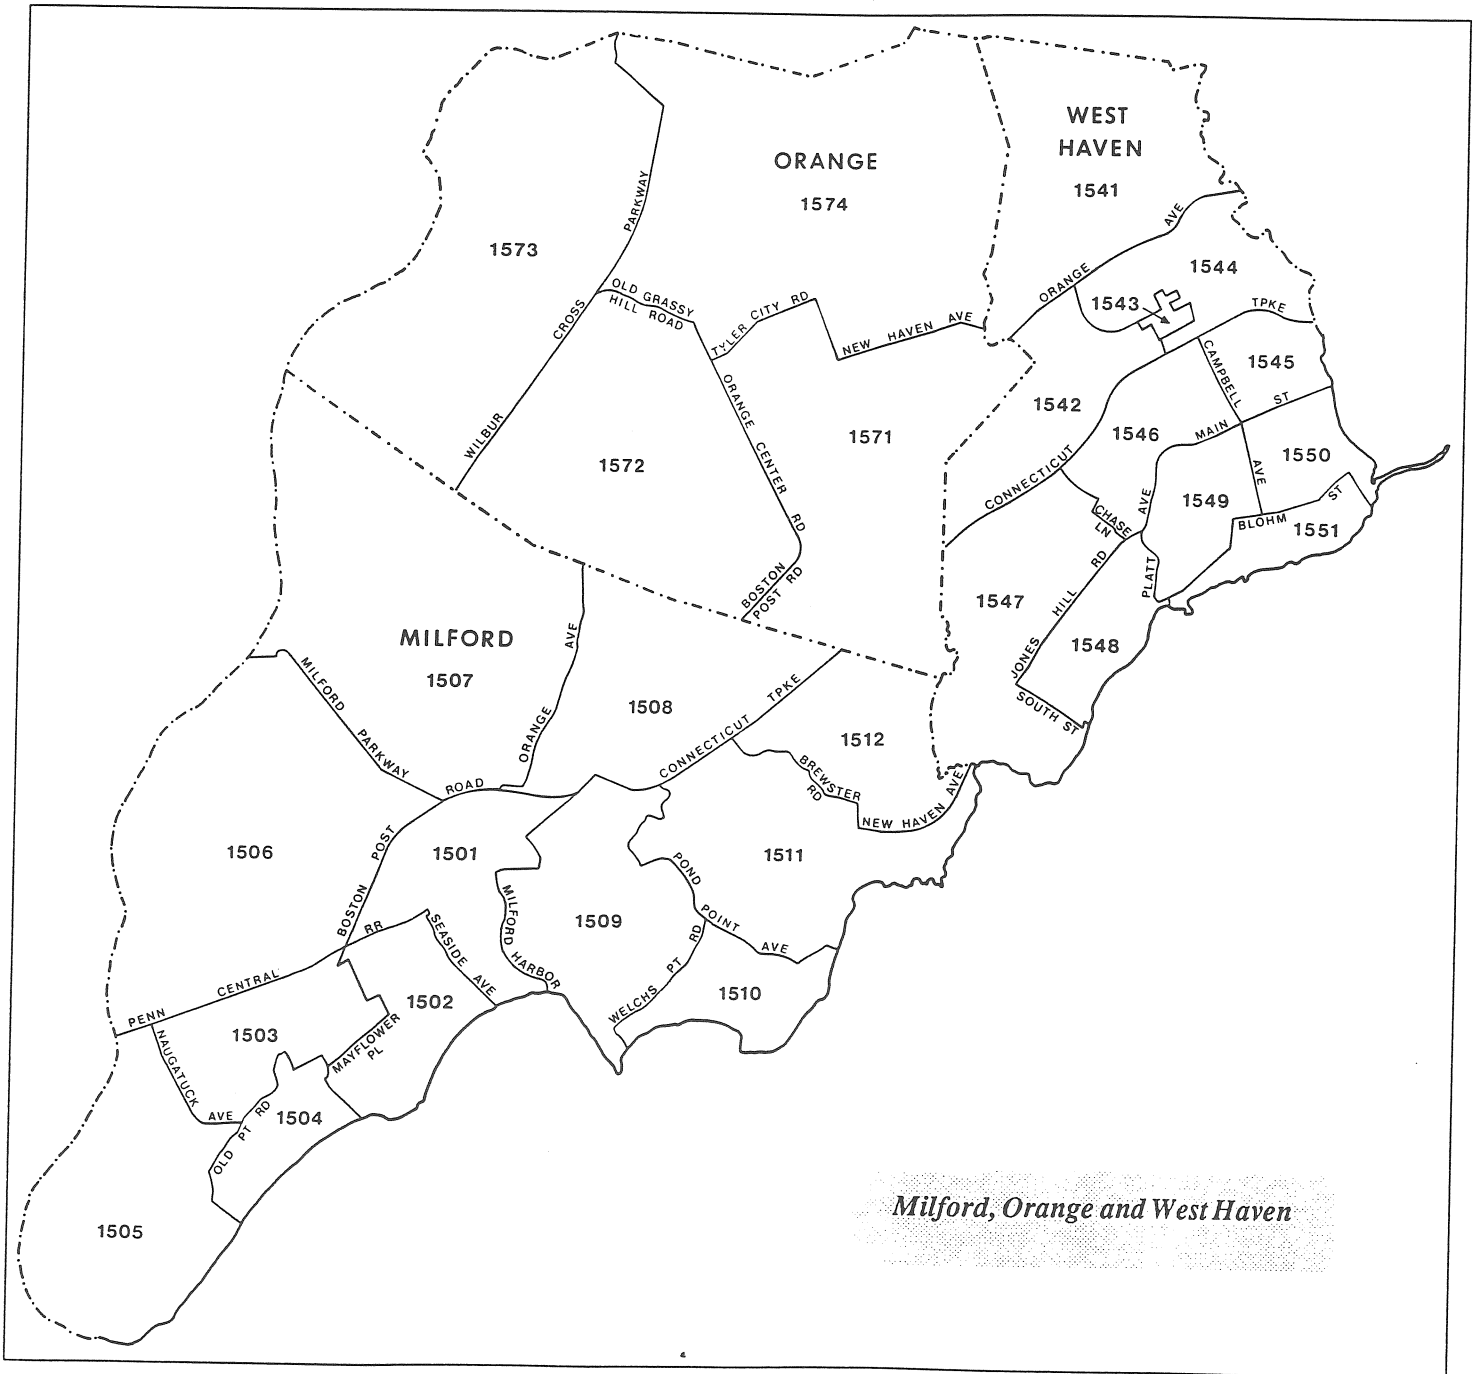 WEST
HAVEN
1541
ORANGE
1574
PARKWAY
1573
AVE
ORANGE
1544
1543
TPKE
OLD GRASSY
HILL ROAD
CROSS
TYLER CITY RD
NEW HAVEN AVE
CAMPBELL
1545
ST
1542
MAIN
1546
WILBUR
ORANGE CENTER RD
1571
1572
CONNECTICUT
AVE
1550
ST
AVE
1549
CHASE
LN
BLOHM
1551
RD
PLATT
BOSTON
POST RD
HILL
1547
JONES
1548
SOUTH ST
MILFORD
1507
AVE
ORANGE
MILFORD
PARKWAY
1508
CONNECTICUT TPKE
1512
BREWSTER
RD
NEW HAVEN AVE
ROAD
POST
BOSTON
1506
1501
1511
POND
POINT
AVE
MILFORD HARBOR
1509
RD
PT
WELCHS
1510
RR
CENTRAL
PENN
SEASIDE AVE
1502
1503
MAYFLOWER
PL
NAUGATUCK
AVE
RD
PT
OLD
1504
1505
Milford, Orange and West Haven